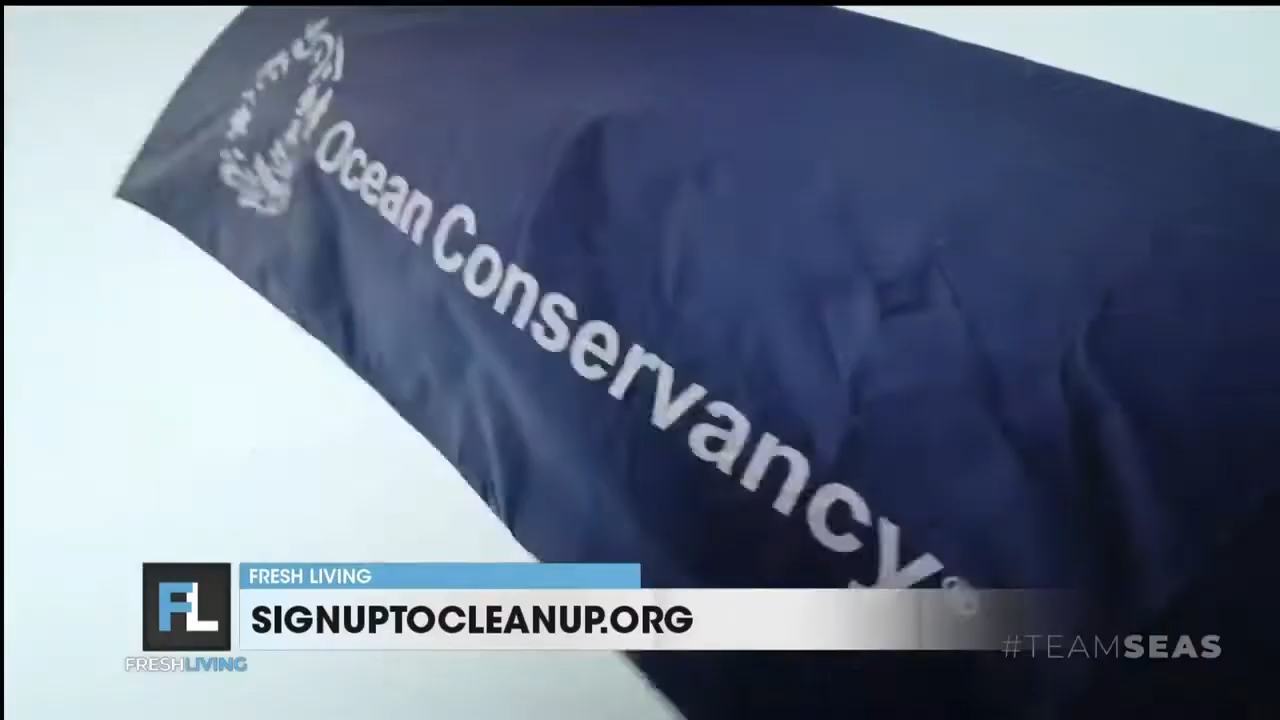 Ocean Conservancy®
FL
FRESH LIVING
SIGNUPTOCLEANUP.ORG
FRESHLIVING
#TEAMSEAS